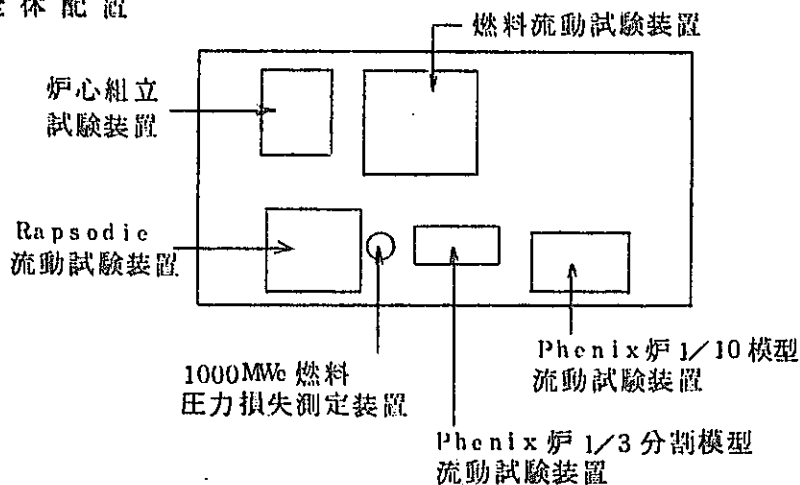 全体配置
燃料流動試験装置
炉心組立
試験装置
Rapsodie
流動試験装置
1000MWe 燃料
圧力損失測定装置
Phenix炉 1/10 模型
流動試験装置
Phenix炉 1/3 分割模型
流動試験装置